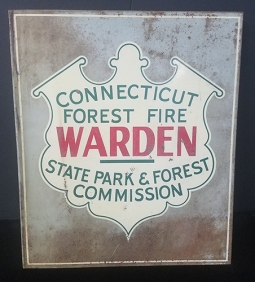 CONNECTICUT
FOREST FIRE
WARDEN
STATE PARK & FOREST
COMMISSION